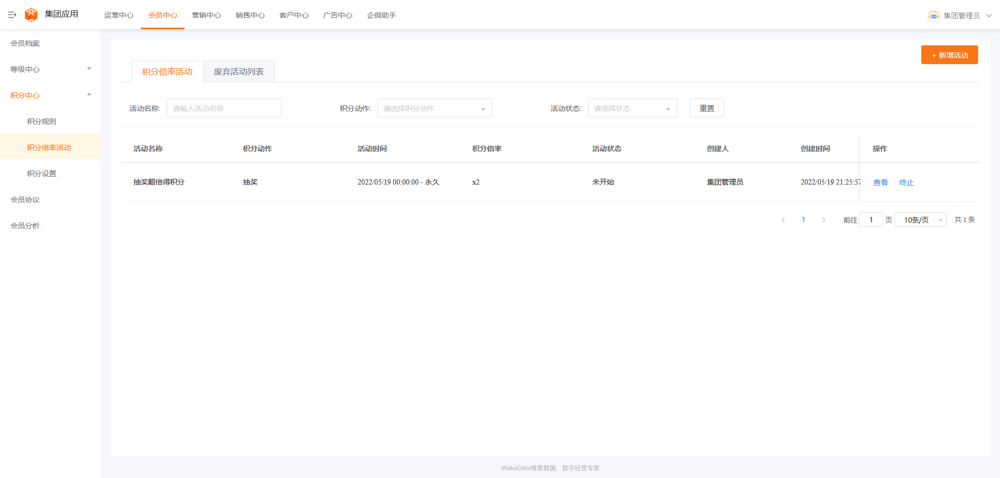 集团应用
运营中心 会员中心 营销中心 销售中心 客户中心 广告中心 企微助手
集团管理员
会员档案
等级中心
积分中心
积分规则
积分倍率活动
积分设置
会员协议
会员分析
+ 新增活动
积分倍率活动 废弃活动列表
活动名称: 请输入活动名称 积分动作: 请选择积分动作 活动状态: 请选择状态 重置
活动名称 积分动作 活动时间 积分倍率 活动状态 创建人 创建时间 操作
抽奖翻倍得积分 抽奖 2022/05/19 00:00:00 - 永久 x2 未开始 集团管理员 2022/05/19 21:25:57 查看 终止
1 前往 1 页 10条/页 共 1 条
WakeData惟客数据，数字经营专家